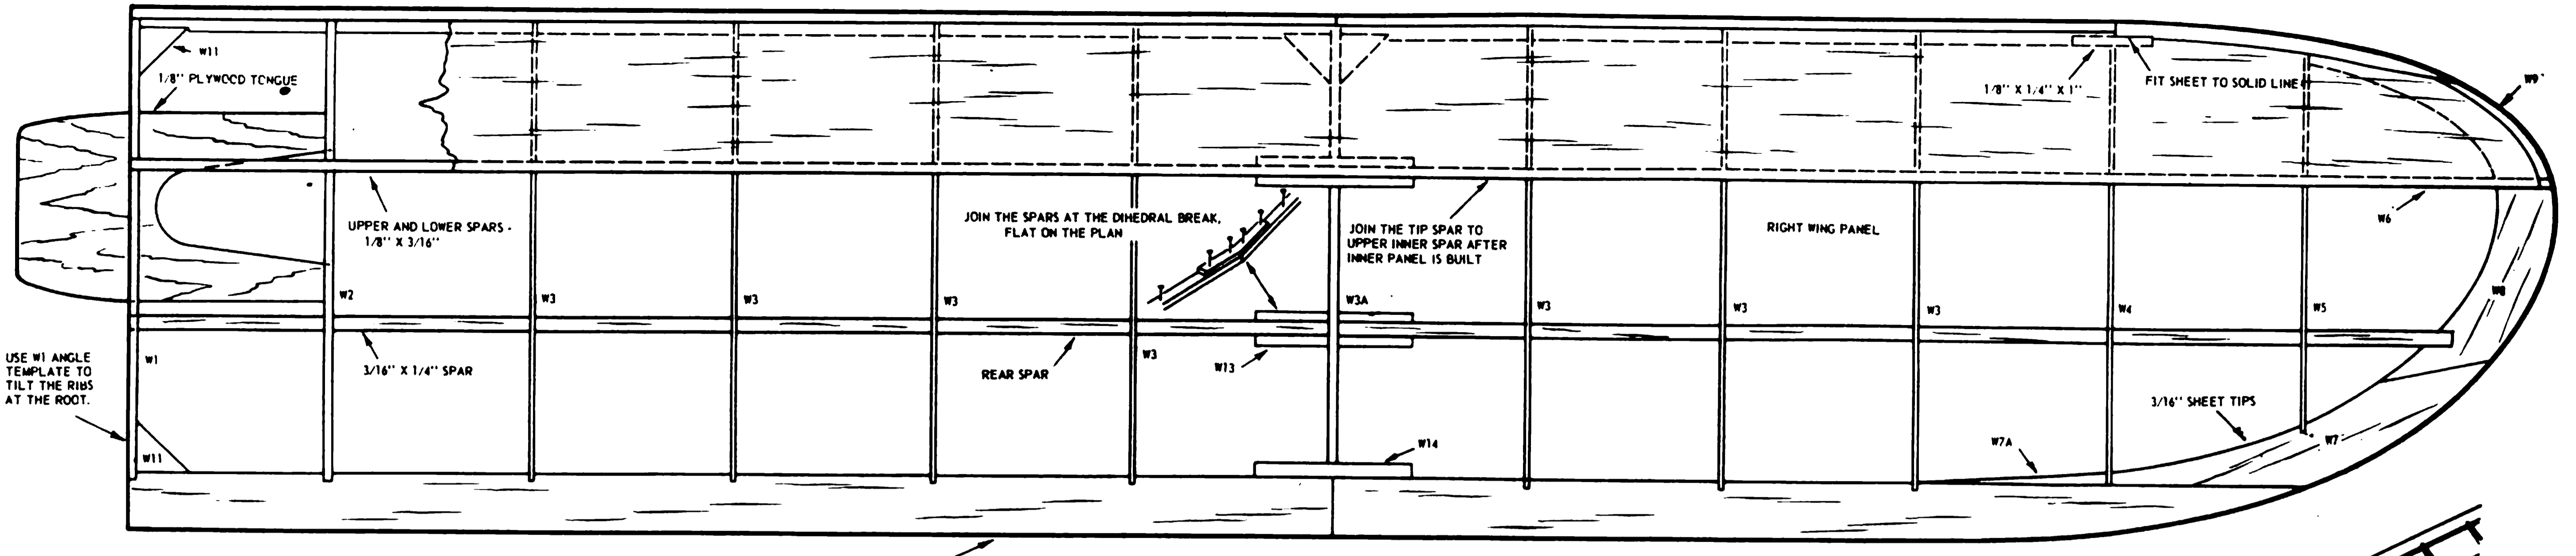 W11
1/8" PLYWOOD TONGUE
UPPER AND LOWER SPARS -
1/8" X 3/16"
JOIN THE SPARS AT THE DIHEDRAL BREAK,
FLAT ON THE PLAN
JOIN THE TIP SPAR TO
UPPER INNER SPAR AFTER
INNER PANEL IS BUILT
RIGHT WING PANEL
1/8" X 1/4" X 1"
FIT SHEET TO SOLID LINE
W9
W6
W8
W2
W3
W3
W3
W3A
W3
W3
W3
W4
W5
USE W1 ANGLE
TEMPLATE TO
TILT THE RIBS
AT THE ROOT.
W1
3/16" X 1/4" SPAR
REAR SPAR
W3
W13
3/16" SHEET TIPS
W11
W14
W7A
W7